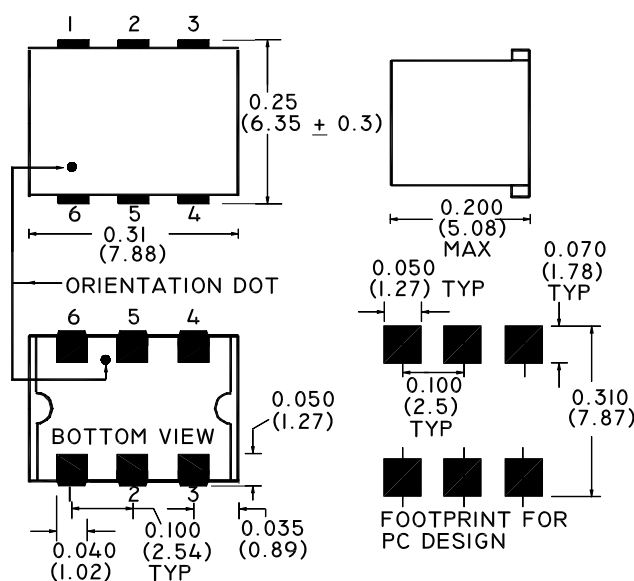 1 2 3
0.25
(6.35 ± 0.3)
6 5 4
0.31
(7.88)
0.200
(5.08)
MAX
ORIENTATION DOT
0.050
(1.27) TYP
0.070
(1.78)
TYP
6 5 4
0.100
(2.5)
TYP
0.310
(7.87)
0.050
(1.27)
BOTTOM VIEW
1 2 3
0.040
(1.02)
0.100
(2.54)
TYP
0.035
(0.89)
FOOTPRINT FOR
PC DESIGN